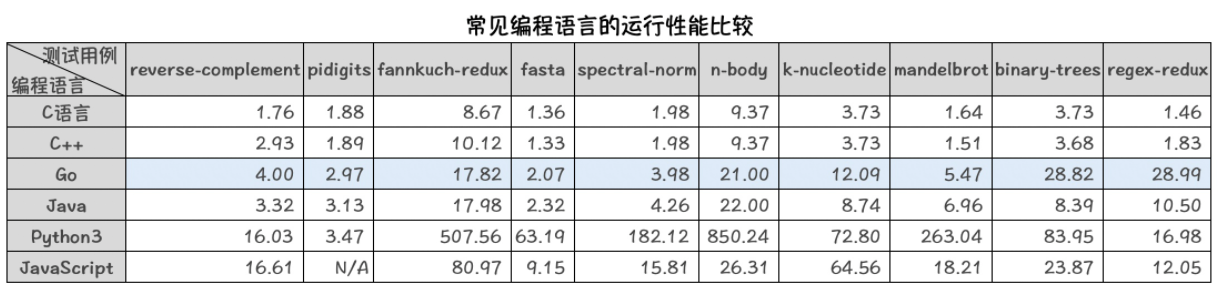 常见编程语言的运行性能比较
测试用例
编程语言
reverse-complement pidigits fannkuch-redux fasta spectral-norm n-body k-nucleotide mandelbrot binary-trees regex-redux
C语言 1.76 1.88 8.67 1.36 1.98 9.37 3.73 1.64 3.73 1.46
C++ 2.93 1.89 10.12 1.33 1.98 9.37 3.73 1.51 3.68 1.83
Go 4.00 2.97 17.82 2.07 3.98 21.00 12.09 5.47 28.82 28.99
Java 3.32 3.13 17.98 2.32 4.26 22.00 8.74 6.96 8.39 10.50
Python3 16.03 3.47 507.56 63.19 182.12 850.24 72.80 263.04 83.95 16.98
JavaScript 16.61 N/A 80.97 9.15 15.81 26.31 64.56 18.21 23.87 12.05